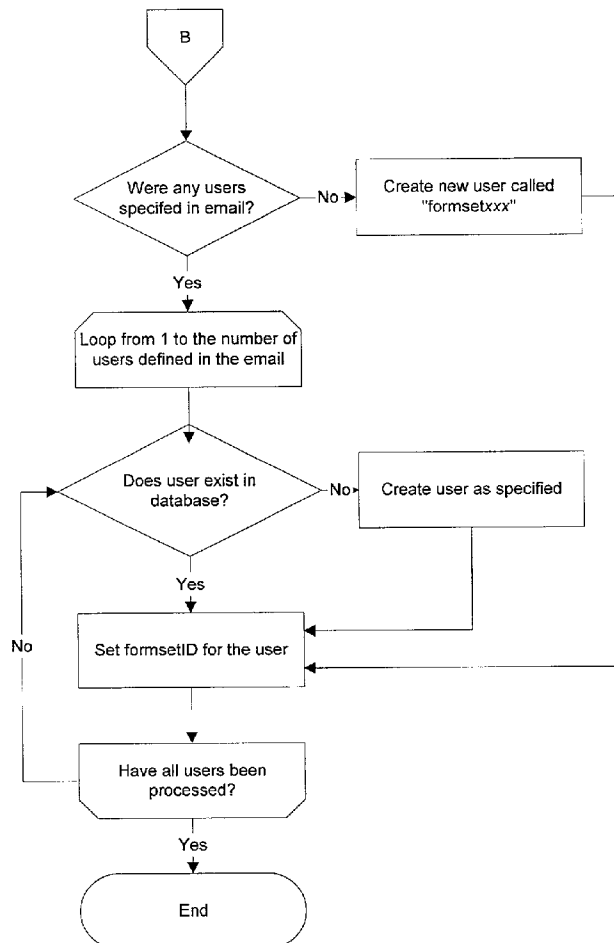 B
Were any users
specifed in email?
No
Create new user called
"formsetxxx"
Yes
Loop from 1 to the number of
users defined in the email
Does user exist in
database?
No
Create user as specified
Yes
No
Set formsetID for the user
Have all users been
processed?
Yes
End